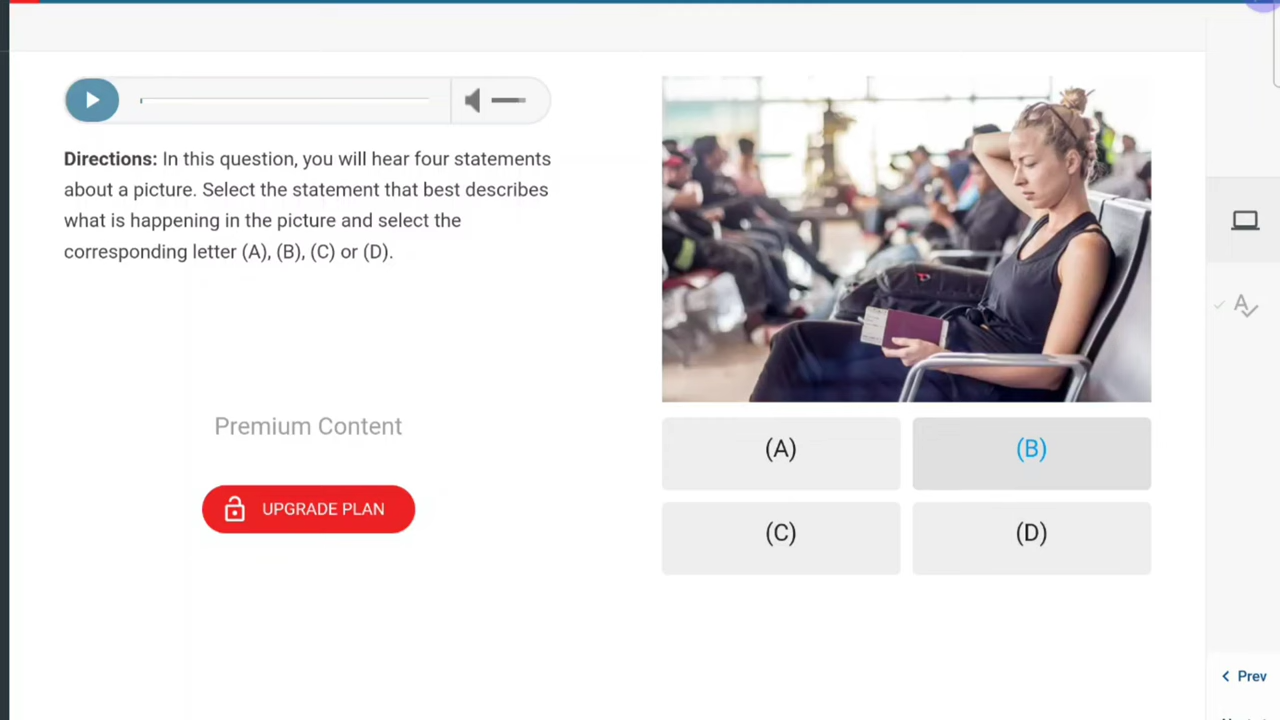 Directions: In this question, you will hear four statements
about a picture. Select the statement that best describes
what is happening in the picture and select the
corresponding letter (A), (B), (C) or (D).
Premium Content
UPGRADE PLAN
(A)
(B)
(C)
(D)
Prev